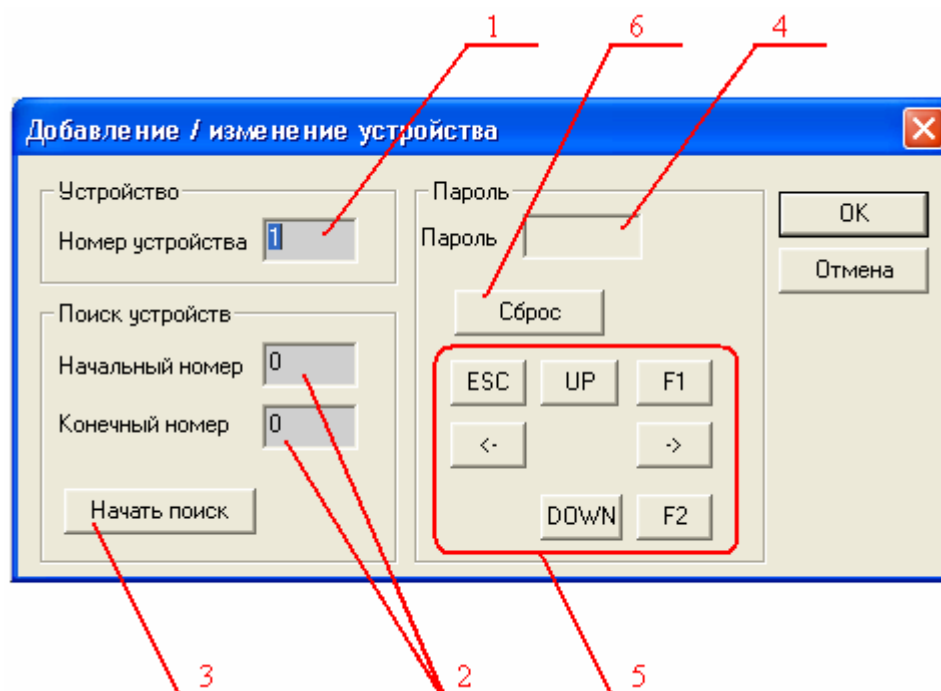 1 6 4
Добавление / изменение устройства
Устройство
Номер устройства 1
Поиск устройств
Начальный номер 0
Конечный номер 0
Начать поиск
Пароль
Пароль
Сброс
ESC UP F1
<- ->
DOWN F2
OK
Отмена
3 2 5